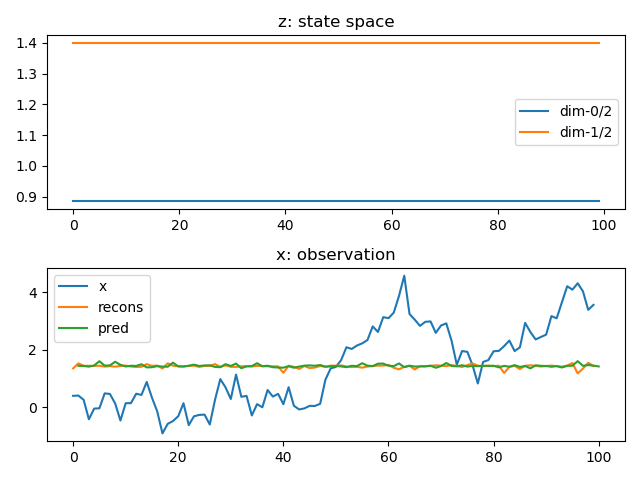 z: state space
1.4
1.3
1.2
1.1
1.0
0.9
dim-0/2
dim-1/2
0 20 40 60 80 100
x: observation
4
2
0
x
recons
pred
0 20 40 60 80 100